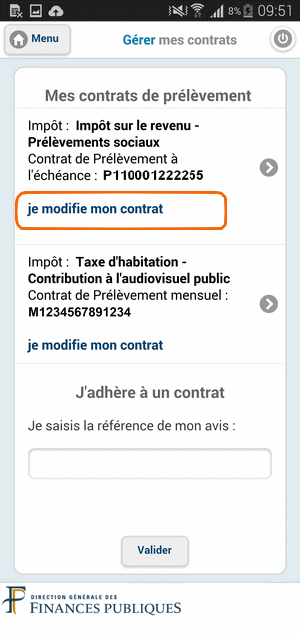 8% 09:51
Menu
Gérer mes contrats
Mes contrats de prélèvement
Impôt : Impôt sur le revenu -
Prélèvements sociaux
Contrat de Prélèvement à
l'échéance : P110001222255
je modifie mon contrat
Impôt : Taxe d'habitation -
Contribution à l'audiovisuel public
Contrat de Prélèvement mensuel :
M1234567891234
je modifie mon contrat
J'adhère à un contrat
Je saisis la référence de mon avis :
Valider
DIRECTION GÉNÉRALE DES
FINANCES PUBLIQUES